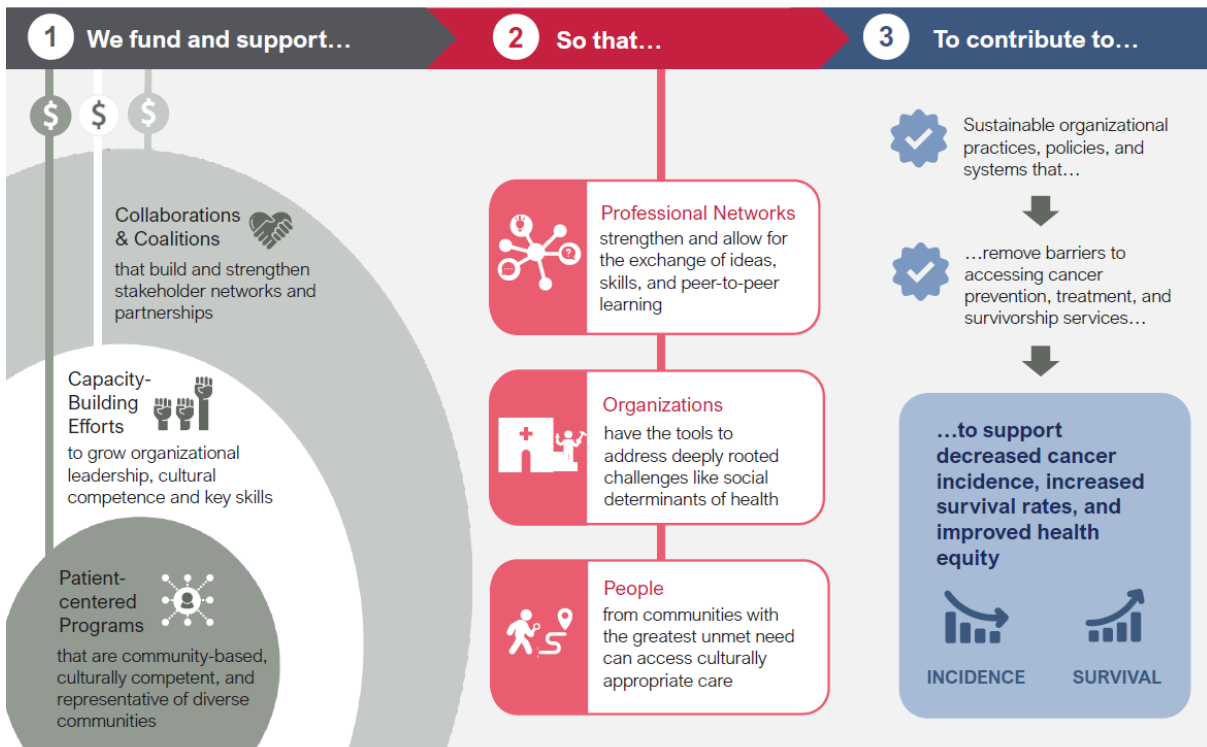 1 We fund and support…
2 So that…
3 To contribute to…
$ $ $
Collaborations
& Coalitions
that build and strengthen
stakeholder networks and
partnerships
Capacity-
Building
Efforts
to grow organizational
leadership, cultural
competence and key skills
Patient-
centered
Programs
that are community-based,
culturally competent, and
representative of diverse
communities
Professional Networks
strengthen and allow for
the exchange of ideas,
skills, and peer-to-peer
learning
?
Organizations
have the tools to
address deeply rooted
challenges like social
determinants of health
People
from communities with
the greatest unmet need
can access culturally
appropriate care
Sustainable organizational
practices, policies, and
systems that…
…remove barriers to
accessing cancer
prevention, treatment, and
survivorship services…
…to support
decreased cancer
incidence, increased
survival rates, and
improved health
equity
INCIDENCE
SURVIVAL